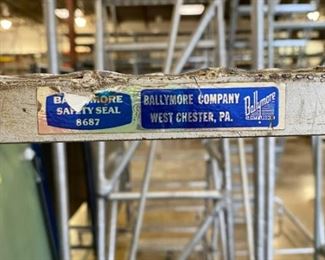 BALLYMORE
SAFETY SEAL
8687
BALLYMORE COMPANY
WEST CHESTER, PA.
Ballymore